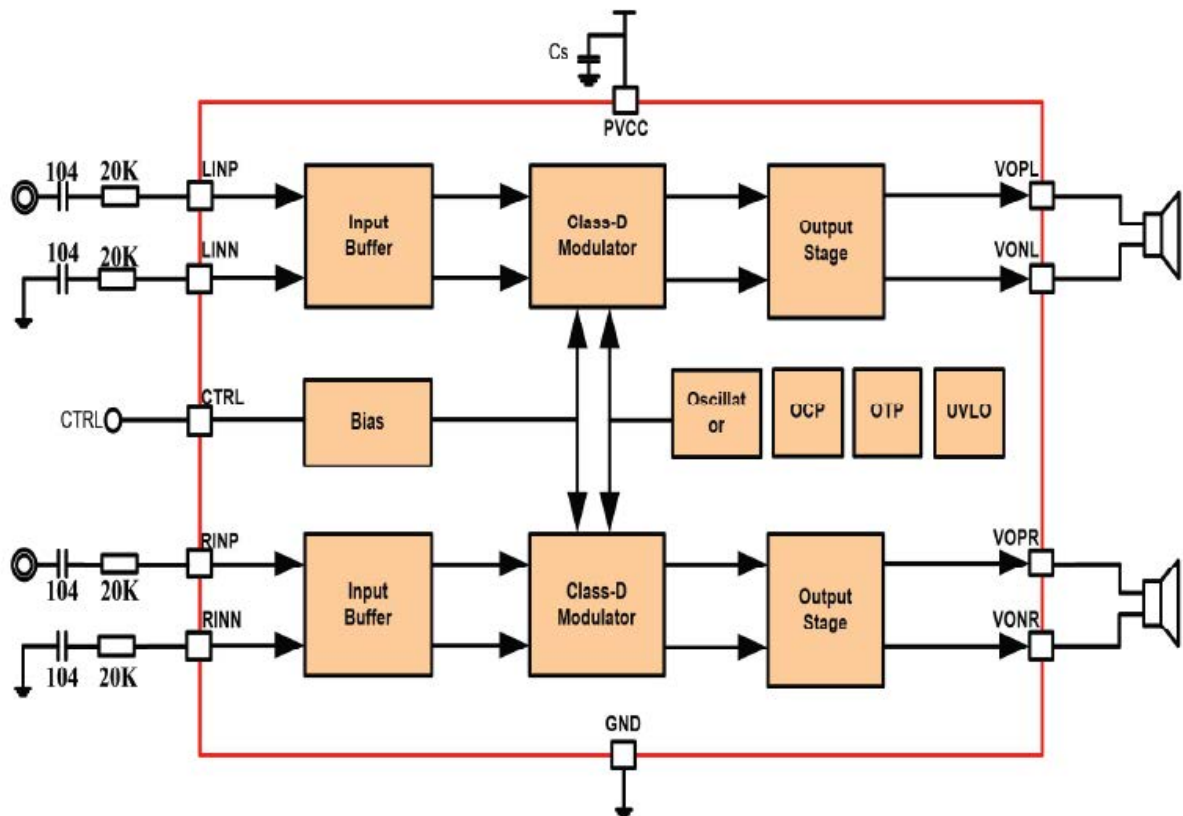 Cs
PVCC
104
20K
LINP
VOPL
Input
Buffer
Class-D
Modulator
Output
Stage
104
20K
LINN
VONL
CTRL
CTRL
Bias
Oscillat
or
OCP
OTP
UVLO
RINP
VOPR
104
20K
Input
Buffer
Class-D
Modulator
Output
Stage
RINN
VONR
104
20K
GND